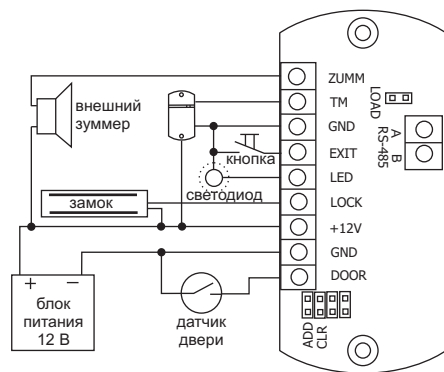 ZUMM
TM
GND
EXIT
LED
LOCK
+12V
GND
DOOR
LOAD
A
B
RS-485
ADD
CLR
внешний
зуммер
кнопка
светодиод
замок
+ −
блок
питания
12 В
датчик
двери